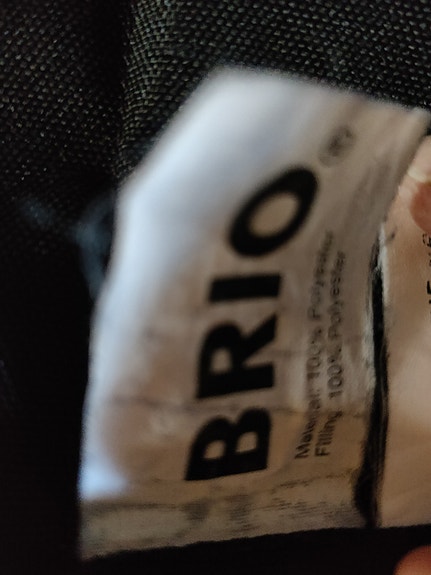 BRIO®
Material: 100% Polyester
Filling: 100% Polyester